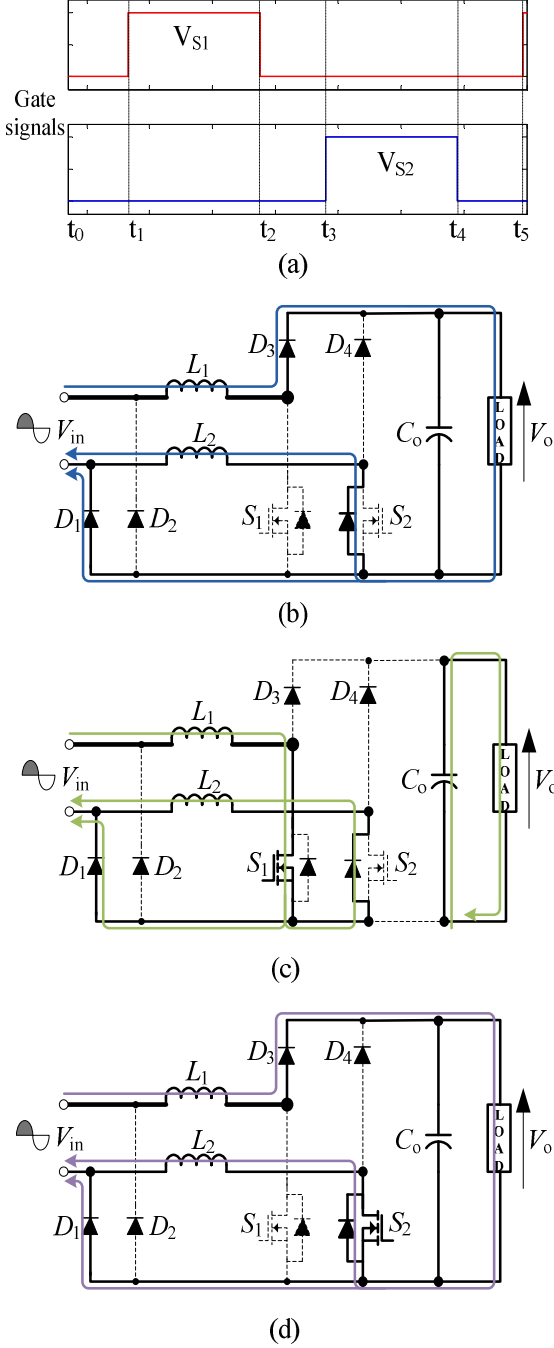 V_S1
Gate
signals
V_S2
t_0 t_1 t_2 t_3 t_4 t_5
(a)
D_3 D_4
L_1
V_in L_2 C_o LOAD V_o
D_1 D_2 S_1 S_2
(b)
D_3 D_4
L_1
V_in L_2 C_o LOAD V_o
D_1 D_2 S_1 S_2
(c)
D_3 D_4
L_1
V_in L_2 C_o LOAD V_o
D_1 D_2 S_1 S_2
(d)